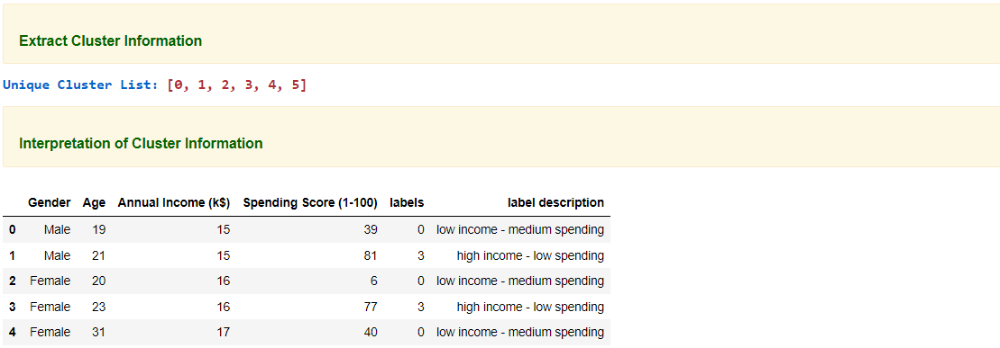 Extract Cluster Information
Unique Cluster List: [0, 1, 2, 3, 4, 5]
Interpretation of Cluster Information
Gender Age Annual Income (k$) Spending Score (1-100) labels label description
0 Male 19 15 39 0 low income - medium spending
1 Male 21 15 81 3 high income - low spending
2 Female 20 16 6 0 low income - medium spending
3 Female 23 16 77 3 high income - low spending
4 Female 31 17 40 0 low income - medium spending